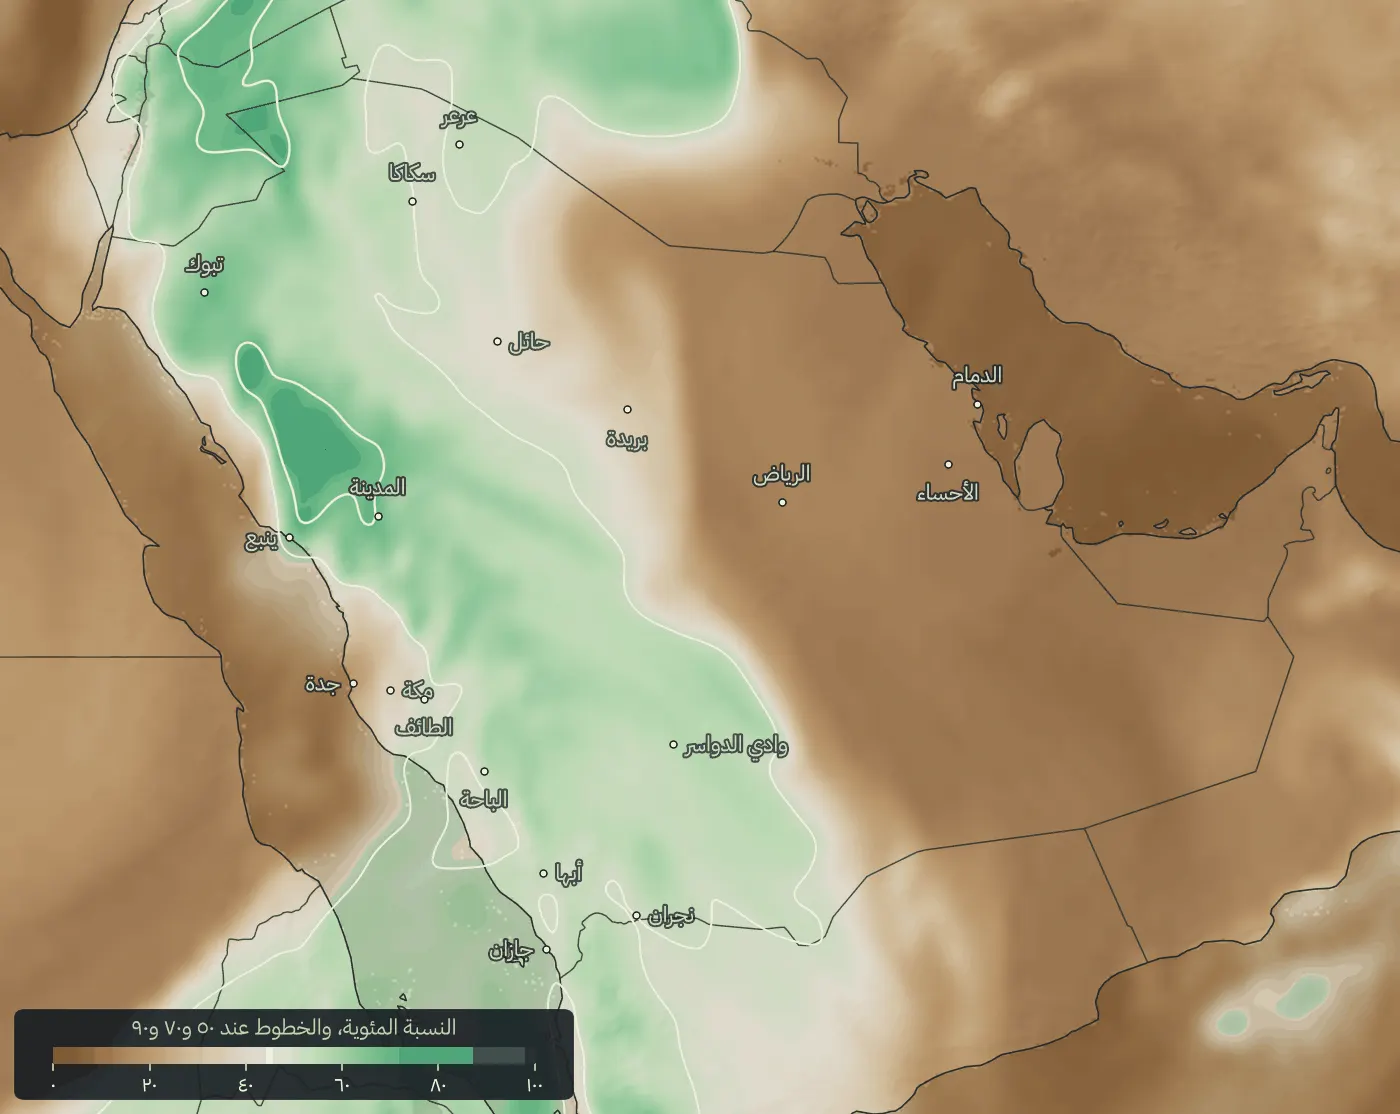 عرعر
سكاكا
تبوك
حائل
الدمام
بريدة
الرياض
الأحساء
المدينة
ينبع
جدة
مكة
الطائف
وادي الدواسر
الباحة
أبها
نجران
جازان
النسبة المئوية، والخطوط عند ٥٠ و٧٠ و٩٠
٠ ٢٠ ٤٠ ٦٠ ٨٠ ١٠٠